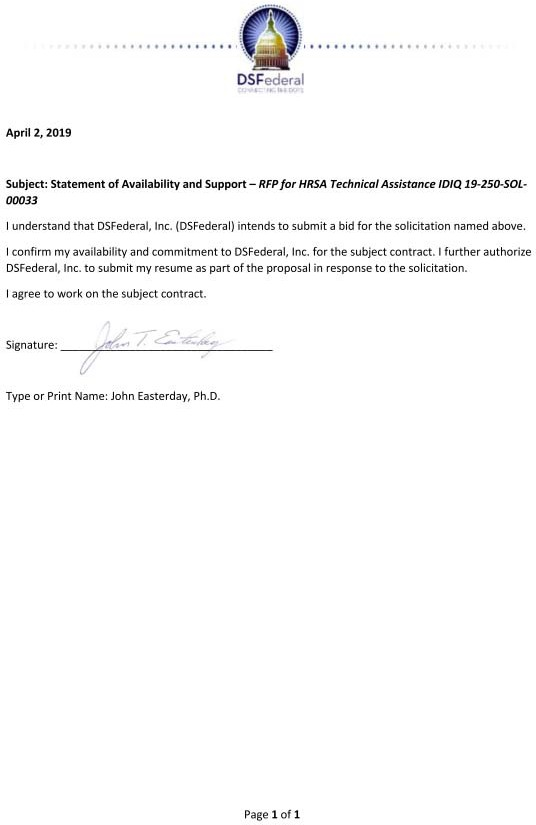 DSFederal
CONNECTING THE DOTS
April 2, 2019
Subject: Statement of Availability and Support – RFP for HRSA Technical Assistance IDIQ 19-250-SOL-
00033
I understand that DSFederal, Inc. (DSFederal) intends to submit a bid for the solicitation named above.
I confirm my availability and commitment to DSFederal, Inc. for the subject contract. I further authorize
DSFederal, Inc. to submit my resume as part of the proposal in response to the solicitation.
I agree to work on the subject contract.
Signature: John T. Easterday
Type or Print Name: John Easterday, Ph.D.
Page 1 of 1